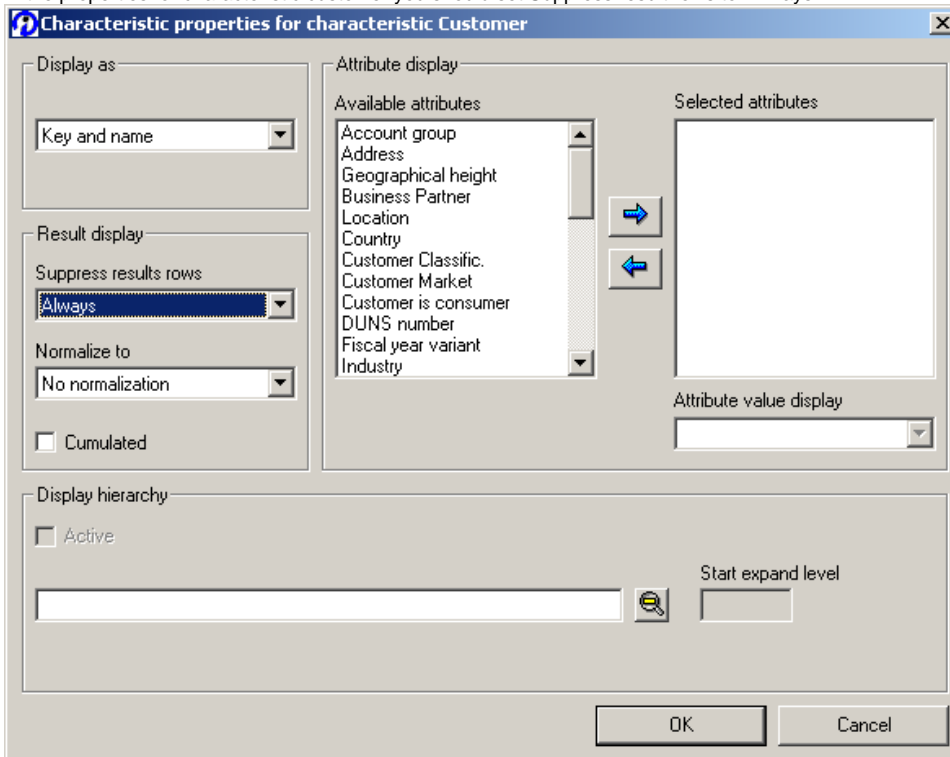 Characteristic properties for characteristic Customer
Display as
Key and name
Result display
Suppress results rows
Always
Normalize to
No normalization
Cumulated
Attribute display
Available attributes
Account group
Address
Geographical height
Business Partner
Location
Country
Customer Classific.
Customer Market
Customer is consumer
DUNS number
Fiscal year variant
Industry
Selected attributes
Attribute value display
Display hierarchy
Active
Start expand level
OK
Cancel